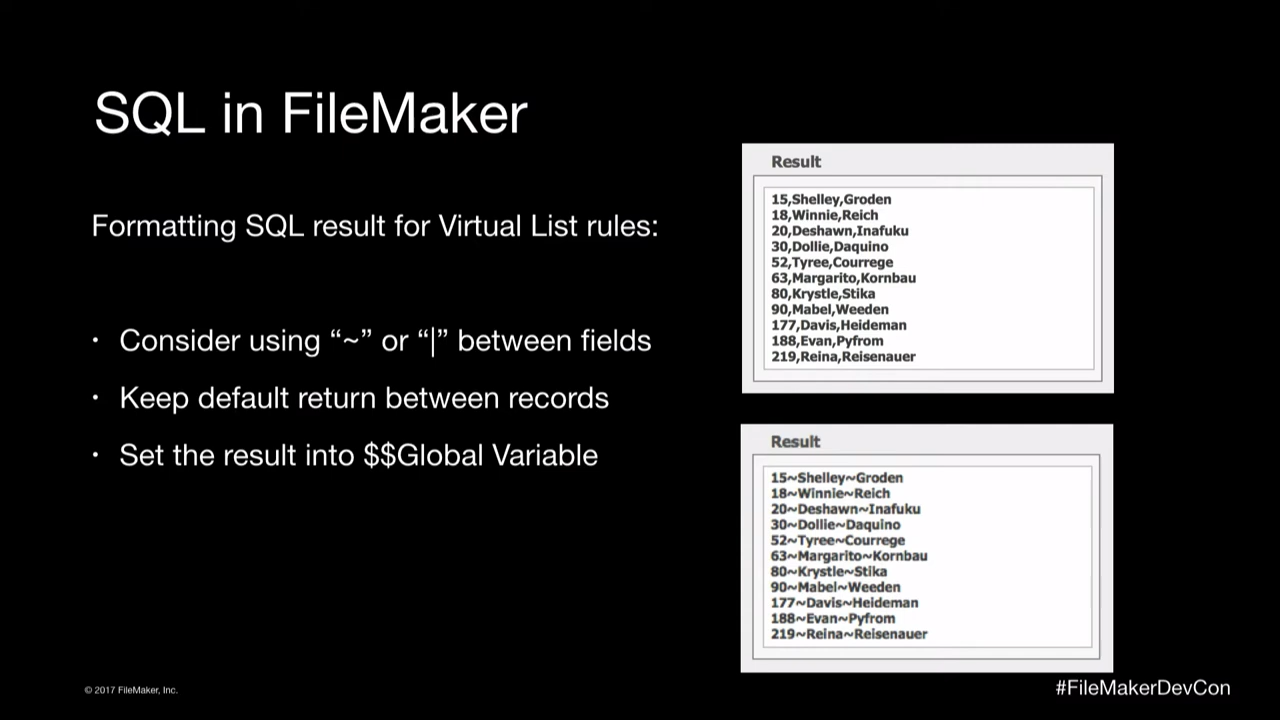 SQL in FileMaker
Formatting SQL result for Virtual List rules:
• Consider using “~” or “|” between fields
• Keep default return between records
• Set the result into $$Global Variable
Result
15,Shelley,Groden
18,Winnie,Reich
20,Deshawn,Inafuku
30,Dollie,Daquino
52,Tyree,Courrege
63,Margarito,Kornbau
80,Krystle,Stika
90,Mabel,Weeden
177,Davis,Heideman
188,Evan,Pyfrom
219,Reina,Reisenauer
Result
15~Shelley~Groden
18~Winnie~Reich
20~Deshawn~Inafuku
30~Dollie~Daquino
52~Tyree~Courrege
63~Margarito~Kornbau
80~Krystle~Stika
90~Mabel~Weeden
177~Davis~Heideman
188~Evan~Pyfrom
219~Reina~Reisenauer
© 2017 FileMaker, Inc.
#FileMakerDevCon